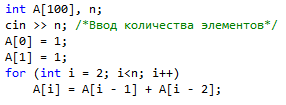 int A[100], n;
cin >> n; /*Ввод количества элементов*/
A[0] = 1;
A[1] = 1;
for (int i = 2; i<n; i++)
A[i] = A[i - 1] + A[i - 2];